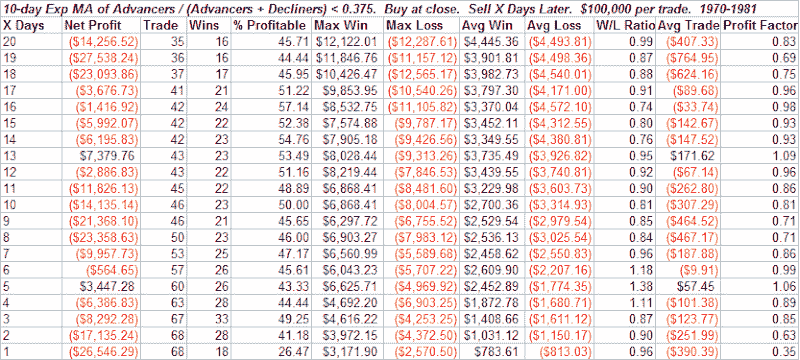 10-day Exp MA of Advancers / (Advancers + Decliners) < 0.375. Buy at close. Sell X Days Later. $100,000 per trade. 1970-1981
X Days Net Profit Trade Wins % Profitable Max Win Max Loss Avg Win Avg Loss W/L Ratio Avg Trade Profit Factor
20 ($14,256.52) 35 16 45.71 $12,122.01 ($12,287.61) $4,445.36 ($4,493.81) 0.99 ($407.33) 0.83
19 ($27,538.24) 36 16 44.44 $11,846.76 ($11,157.12) $3,901.81 ($4,498.36) 0.87 ($764.95) 0.69
18 ($23,093.86) 37 17 45.95 $10,426.47 ($12,565.17) $3,982.73 ($4,540.01) 0.88 ($624.16) 0.75
17 ($3,676.73) 41 21 51.22 $9,853.95 ($10,540.26) $3,797.30 ($4,171.00) 0.91 ($89.68) 0.96
16 ($1,416.92) 42 24 57.14 $8,532.75 ($11,105.82) $3,370.04 ($4,572.10) 0.74 ($33.74) 0.98
15 ($5,992.07) 42 22 52.38 $7,574.88 ($9,787.17) $3,452.11 ($4,312.55) 0.80 ($142.67) 0.93
14 ($6,195.83) 42 23 54.76 $7,905.18 ($9,426.56) $3,349.55 ($4,380.81) 0.76 ($147.52) 0.93
13 $7,379.76 43 23 53.49 $8,028.44 ($9,313.26) $3,735.49 ($3,926.82) 0.95 $171.62 1.09
12 ($2,886.83) 43 22 51.16 $8,219.44 ($7,846.53) $3,439.55 ($3,740.81) 0.92 ($67.14) 0.96
11 ($11,826.13) 45 22 48.89 $6,868.41 ($8,481.60) $3,229.98 ($3,603.73) 0.90 ($262.80) 0.86
10 ($14,135.14) 46 23 50.00 $6,868.41 ($8,004.57) $2,700.36 ($3,314.93) 0.81 ($307.29) 0.81
9 ($21,368.10) 46 21 45.65 $6,297.72 ($6,755.52) $2,529.54 ($2,979.54) 0.85 ($464.52) 0.71
8 ($23,358.63) 50 23 46.00 $6,903.27 ($7,983.12) $2,536.13 ($3,025.54) 0.84 ($467.17) 0.71
7 ($9,957.73) 53 25 47.17 $6,560.99 ($5,589.68) $2,458.62 ($2,550.83) 0.96 ($187.88) 0.86
6 ($564.65) 57 26 45.61 $6,043.23 ($5,707.22) $2,609.99 ($2,207.16) 1.18 ($9.91) 0.99
5 $3,447.28 60 26 43.33 $6,625.71 ($4,969.92) $2,452.89 ($1,774.35) 1.38 $57.45 1.06
4 ($6,386.83) 63 28 44.44 $4,692.20 ($6,903.25) $1,872.78 ($1,680.71) 1.11 ($101.38) 0.89
3 ($8,292.28) 67 33 49.25 $4,616.22 ($4,253.25) $1,408.66 ($1,611.12) 0.87 ($123.77) 0.85
2 ($17,135.24) 68 28 41.18 $3,972.15 ($4,372.50) $1,031.12 ($1,150.17) 0.90 ($251.99) 0.63
1 ($26,546.29) 68 18 26.47 $3,171.90 ($2,570.50) $783.61 ($813.03) 0.96 ($390.39) 0.35